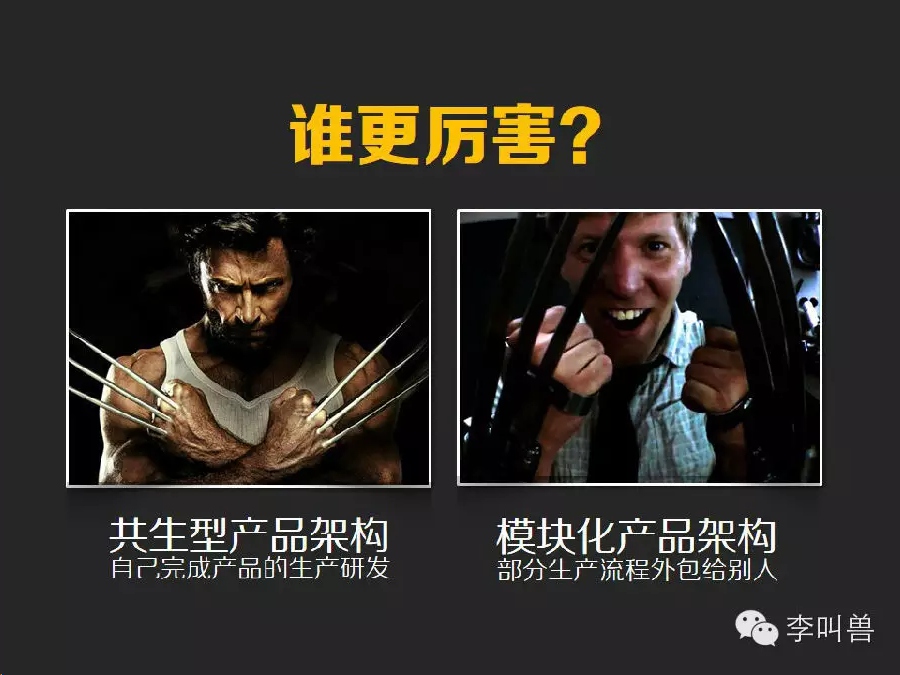 谁更厉害?
共生型产品架构
自己完成产品的生产研发
模块化产品架构
部分生产流程外包给别人
李叫兽